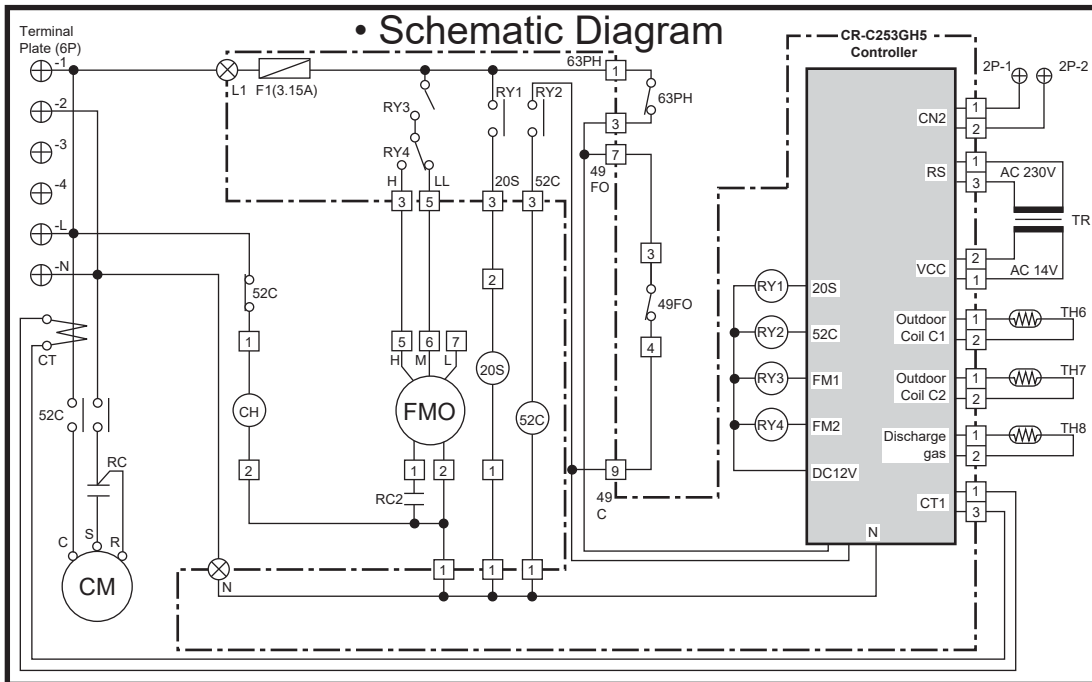 • Schematic Diagram
Terminal
Plate (6P)
-1
-2
-3
-4
-L
-N
L1
F1(3.15A)
63PH
1
63PH
3
7
49
FO
RY3
RY4
RY1
RY2
H
LL
20S
52C
3
5
3
3
2
3
49FO
4
52C
1
CH
2
5
6
7
H
M
L
FMO
1
2
RC2
20S
1
52C
9
49
C
CT
52C
RC
C
S
R
CM
N
1
1
1
CR-C253GH5
Controller
RY1
20S
RY2
52C
RY3
FM1
RY4
FM2
DC12V
N
CN2
1
2
2P-1
2P-2
RS
1
3
AC 230V
TR
VCC
2
1
AC 14V
Outdoor
Coil C1
1
2
TH6
Outdoor
Coil C2
1
2
TH7
Discharge
gas
1
2
TH8
CT1
1
3